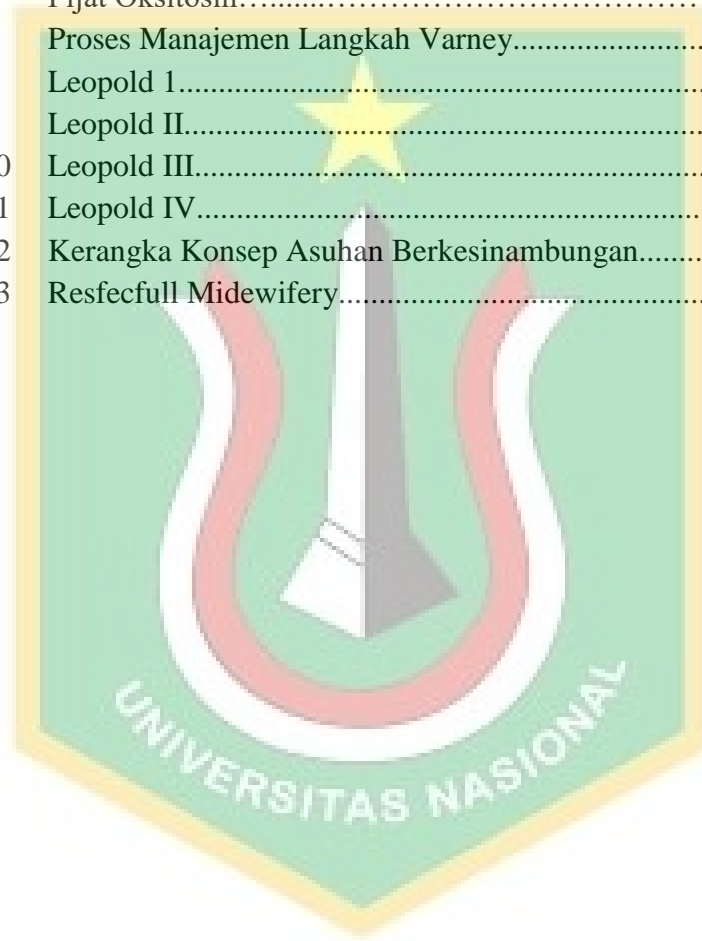 Pijat Oksitosin…......……………………………………
Proses Manajemen Langkah Varney........................
Leopold 1.................................................................
Leopold II................................................................
0 Leopold III...............................................................
1 Leopold IV...............................................................
2 Kerangka Konsep Asuhan Berkesinambungan........
3 Resfecfull Midewifery..............................................
UNIVERSITAS NASIONAL